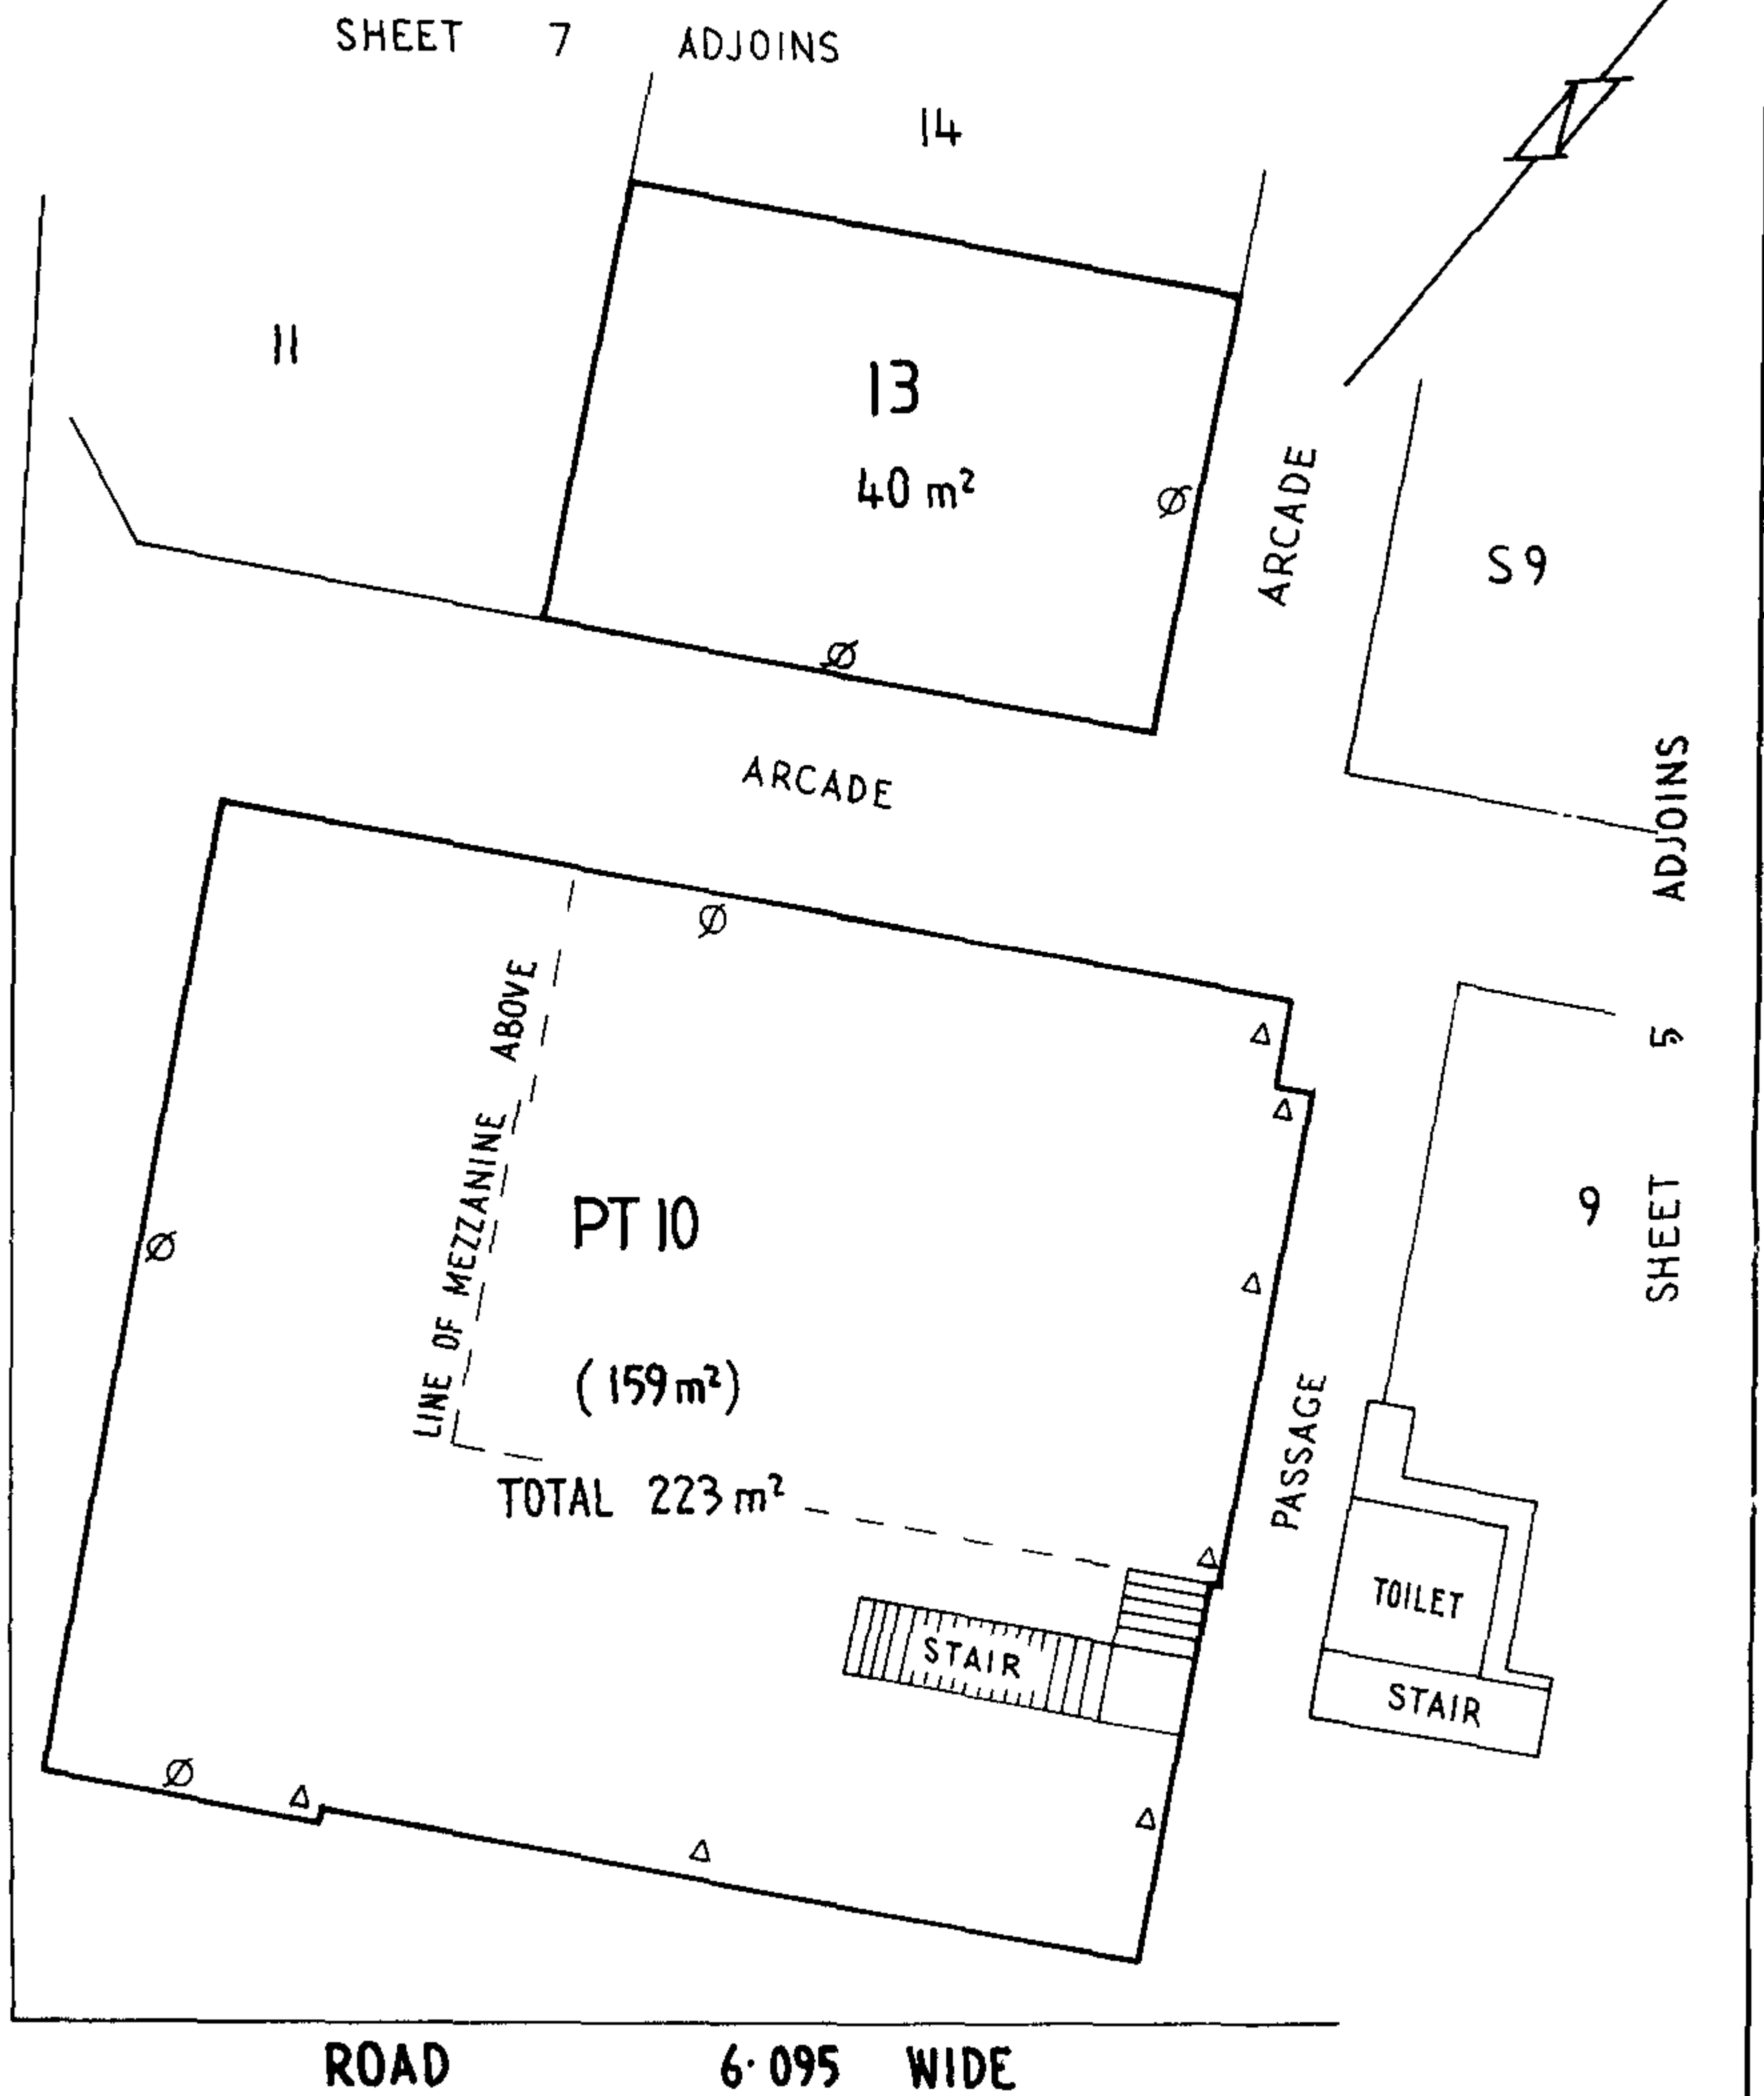 SHEET 7 ADJOINS
14
11
13
40 m²
ARCADE
S 9
ARCADE
SHEET 5 ADJOINS
LINE OF MEZZANINE ABOVE
PT 10
9
(159 m²)
TOTAL 223 m²
PASSAGE
TOILET
STAIR
STAIR
ROAD 6·095 WIDE